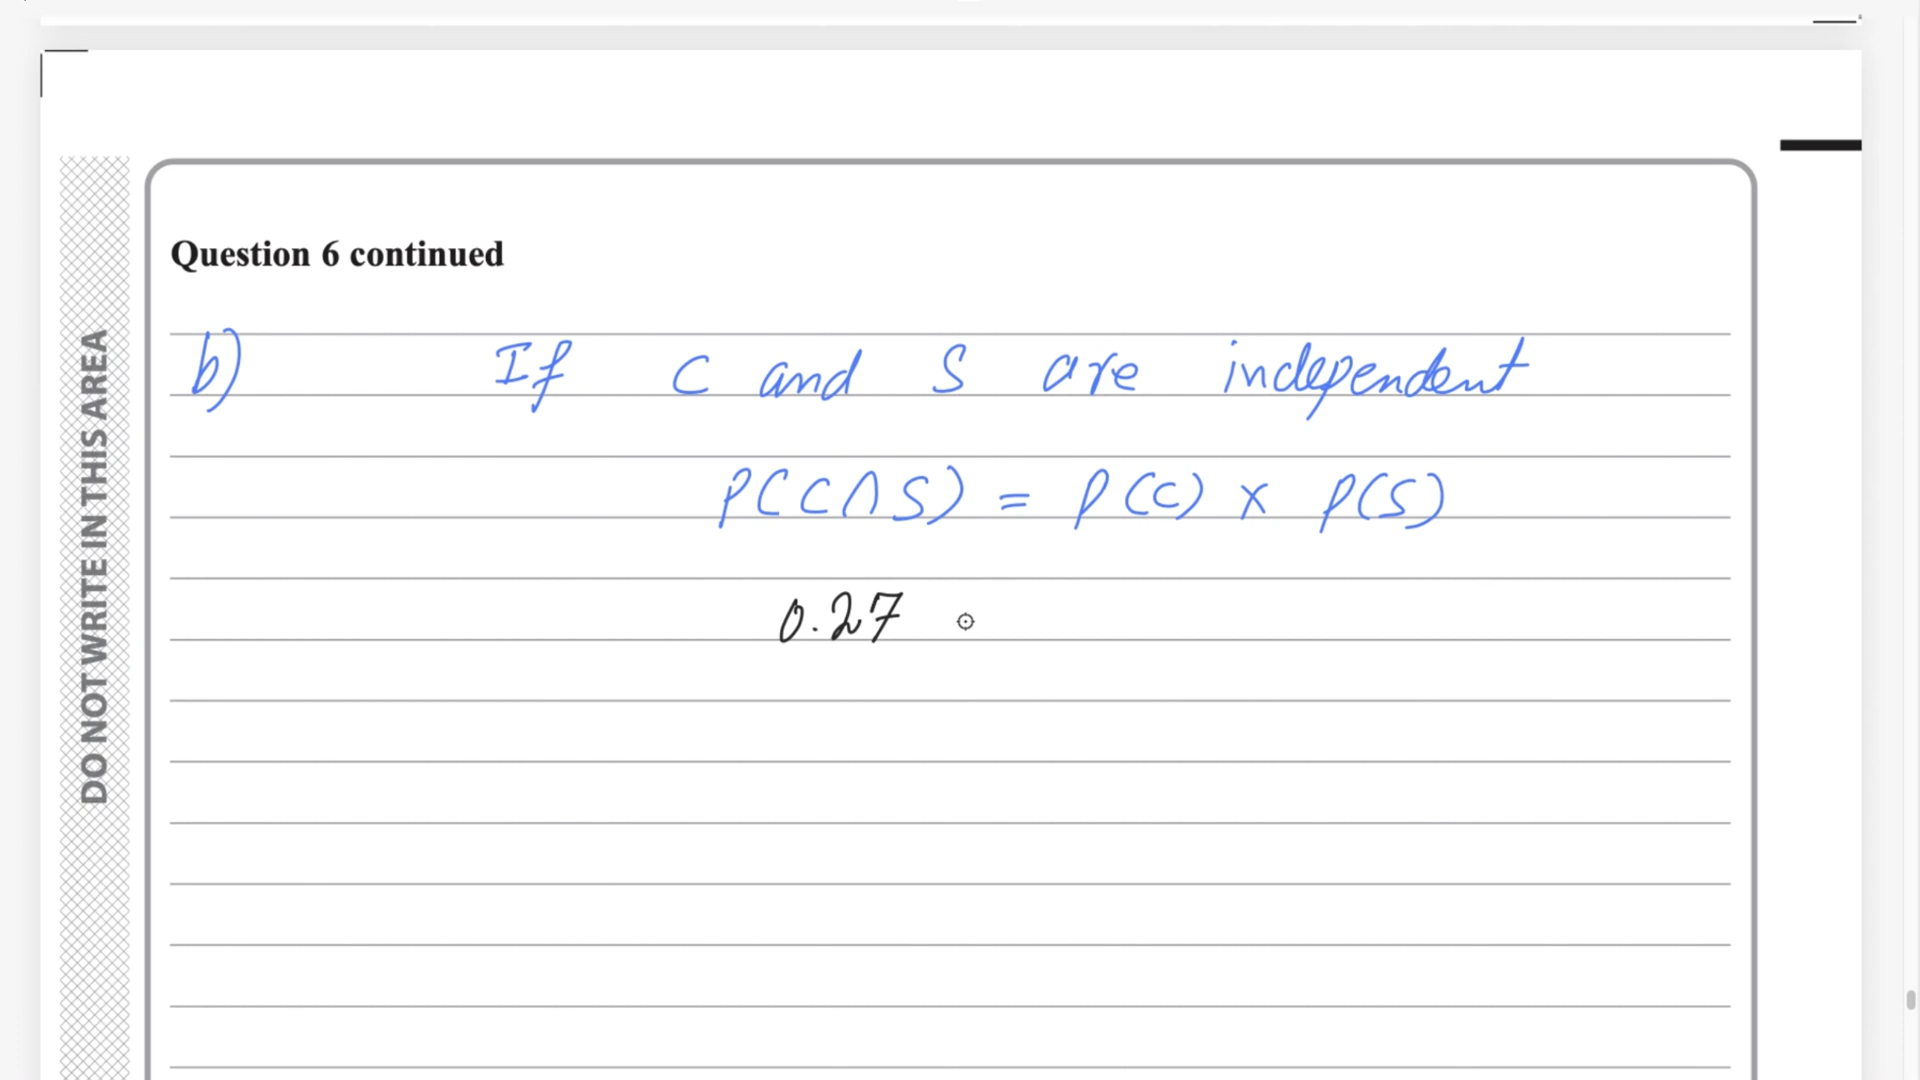 Question 6 continued
b) If C and S are independent
P(C∩S) = P(C) × P(S)
0.27
DO NOT WRITE IN THIS AREA